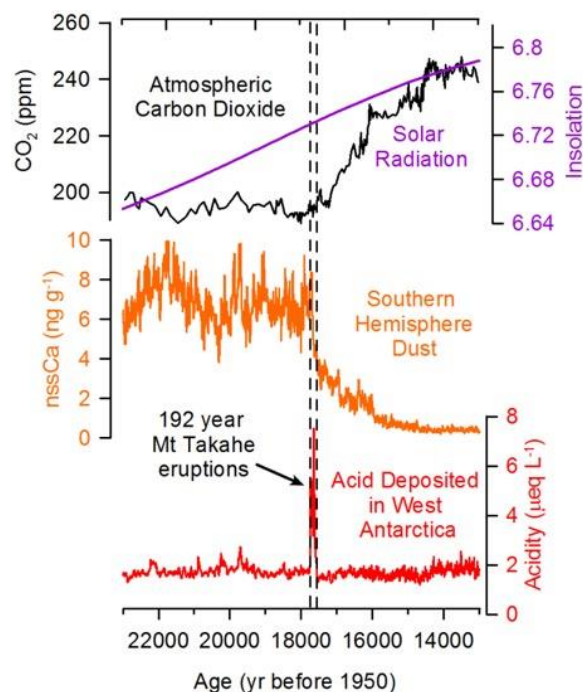 260
240
220
200
CO₂ (ppm)
Atmospheric
Carbon Dioxide
Solar
Radiation
6.8
6.76
6.72
6.68
6.64
Insolation
10
8
6
4
2
0
nssCa (ng g⁻¹)
Southern
Hemisphere
Dust
192 year
Mt Takahe
eruptions
Acid Deposited
in West
Antarctica
8
6
4
2
0
Acidity (µeq L⁻¹)
22000 20000 18000 16000 14000
Age (yr before 1950)